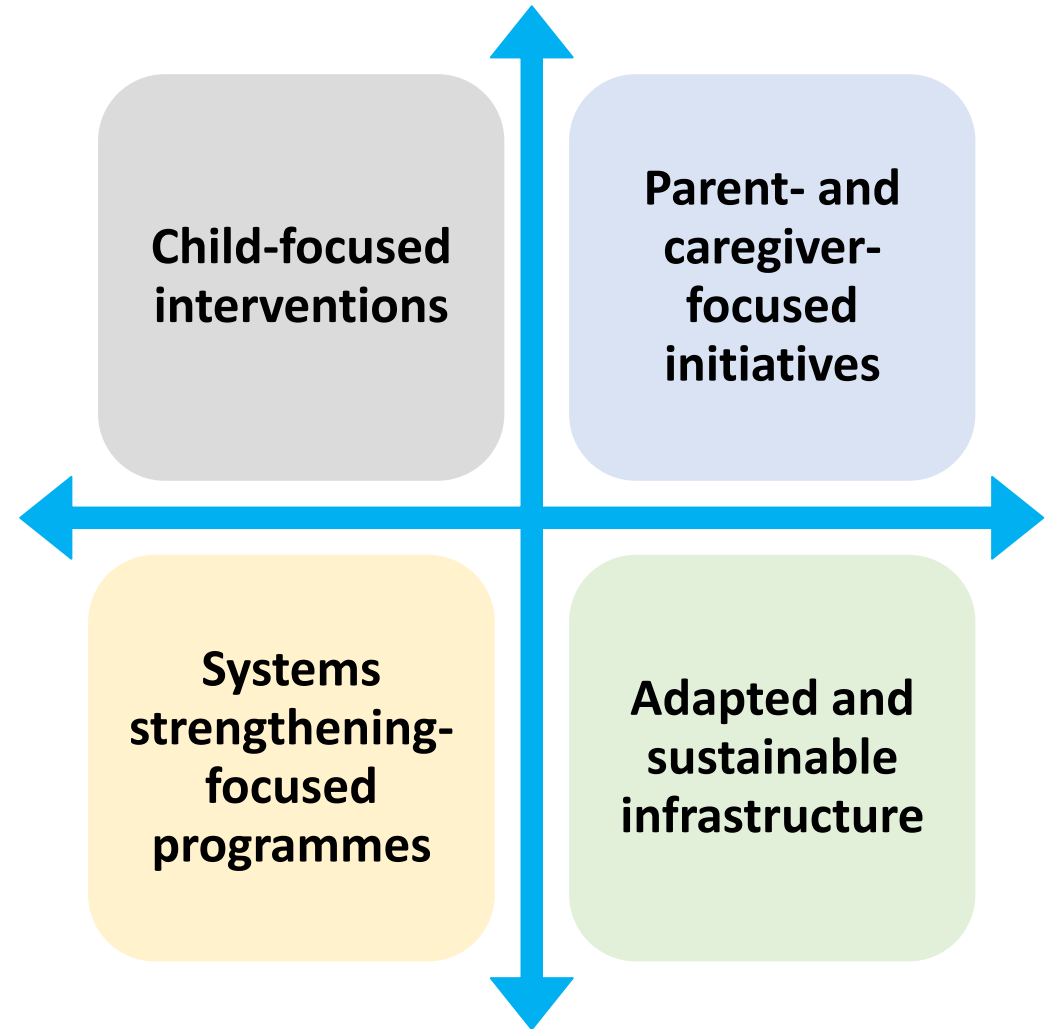 Child-focused
interventions
Parent- and
caregiver-
focused
initiatives
Systems
strengthening-
focused
programmes
Adapted and
sustainable
infrastructure